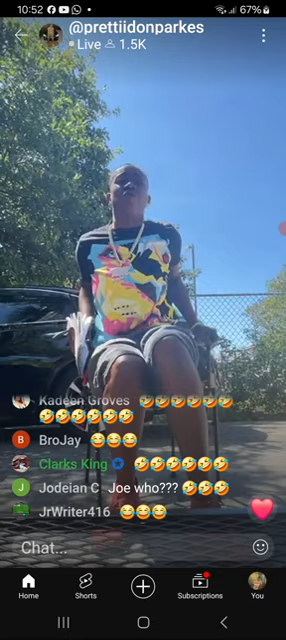 10:52
67%
@prettiidonparkes
Live 1.5K
Kadeen Groves 🤣🤣🤣🤣🤣🤣
🤣🤣🤣🤣🤣🤣
B BroJay 😂😂😂
Clarks King 🤣🤣🤣🤣🤣🤣
J Jodeian C Joe who??? 🤣🤣🤣
JrWriter416 😂😂😂
Chat...
Home Shorts Subscriptions You